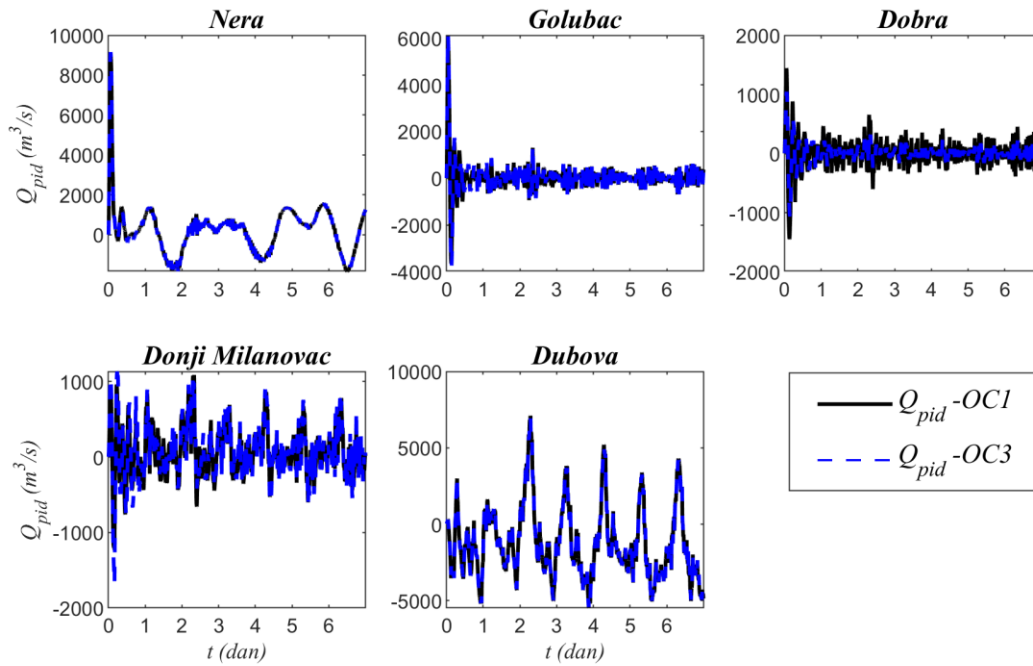 Nera
10000
8000
6000
4000
2000
0
Q_pid (m^3/s)
0 1 2 3 4 5 6
Golubac
6000
4000
2000
0
-2000
-4000
0 1 2 3 4 5 6
Dobra
2000
1000
0
-1000
-2000
0 1 2 3 4 5 6
Donji Milanovac
1000
0
-1000
-2000
Q_pid (m^3/s)
0 1 2 3 4 5 6
t (dan)
Dubova
10000
5000
0
-5000
0 1 2 3 4 5 6
t (dan)
Q_pid -OC1
Q_pid -OC3